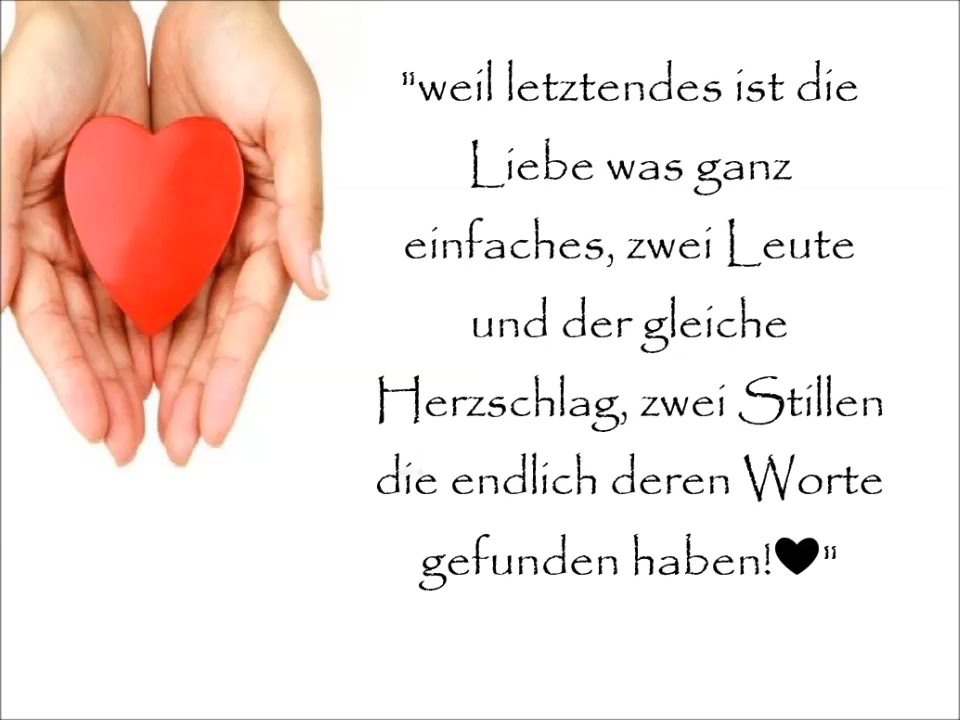 "weil letztendes ist die
Liebe was ganz
einfaches, zwei Leute
und der gleiche
Herzschlag, zwei Stillen
die endlich deren Worte
gefunden haben!♥"